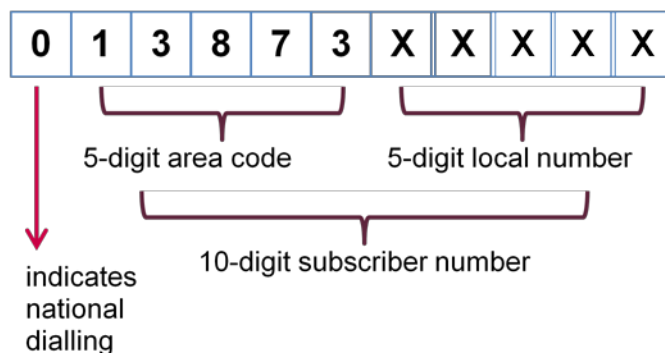 0 1 3 8 7 3 X X X X X
5-digit area code 5-digit local number
10-digit subscriber number
indicates
national
dialling